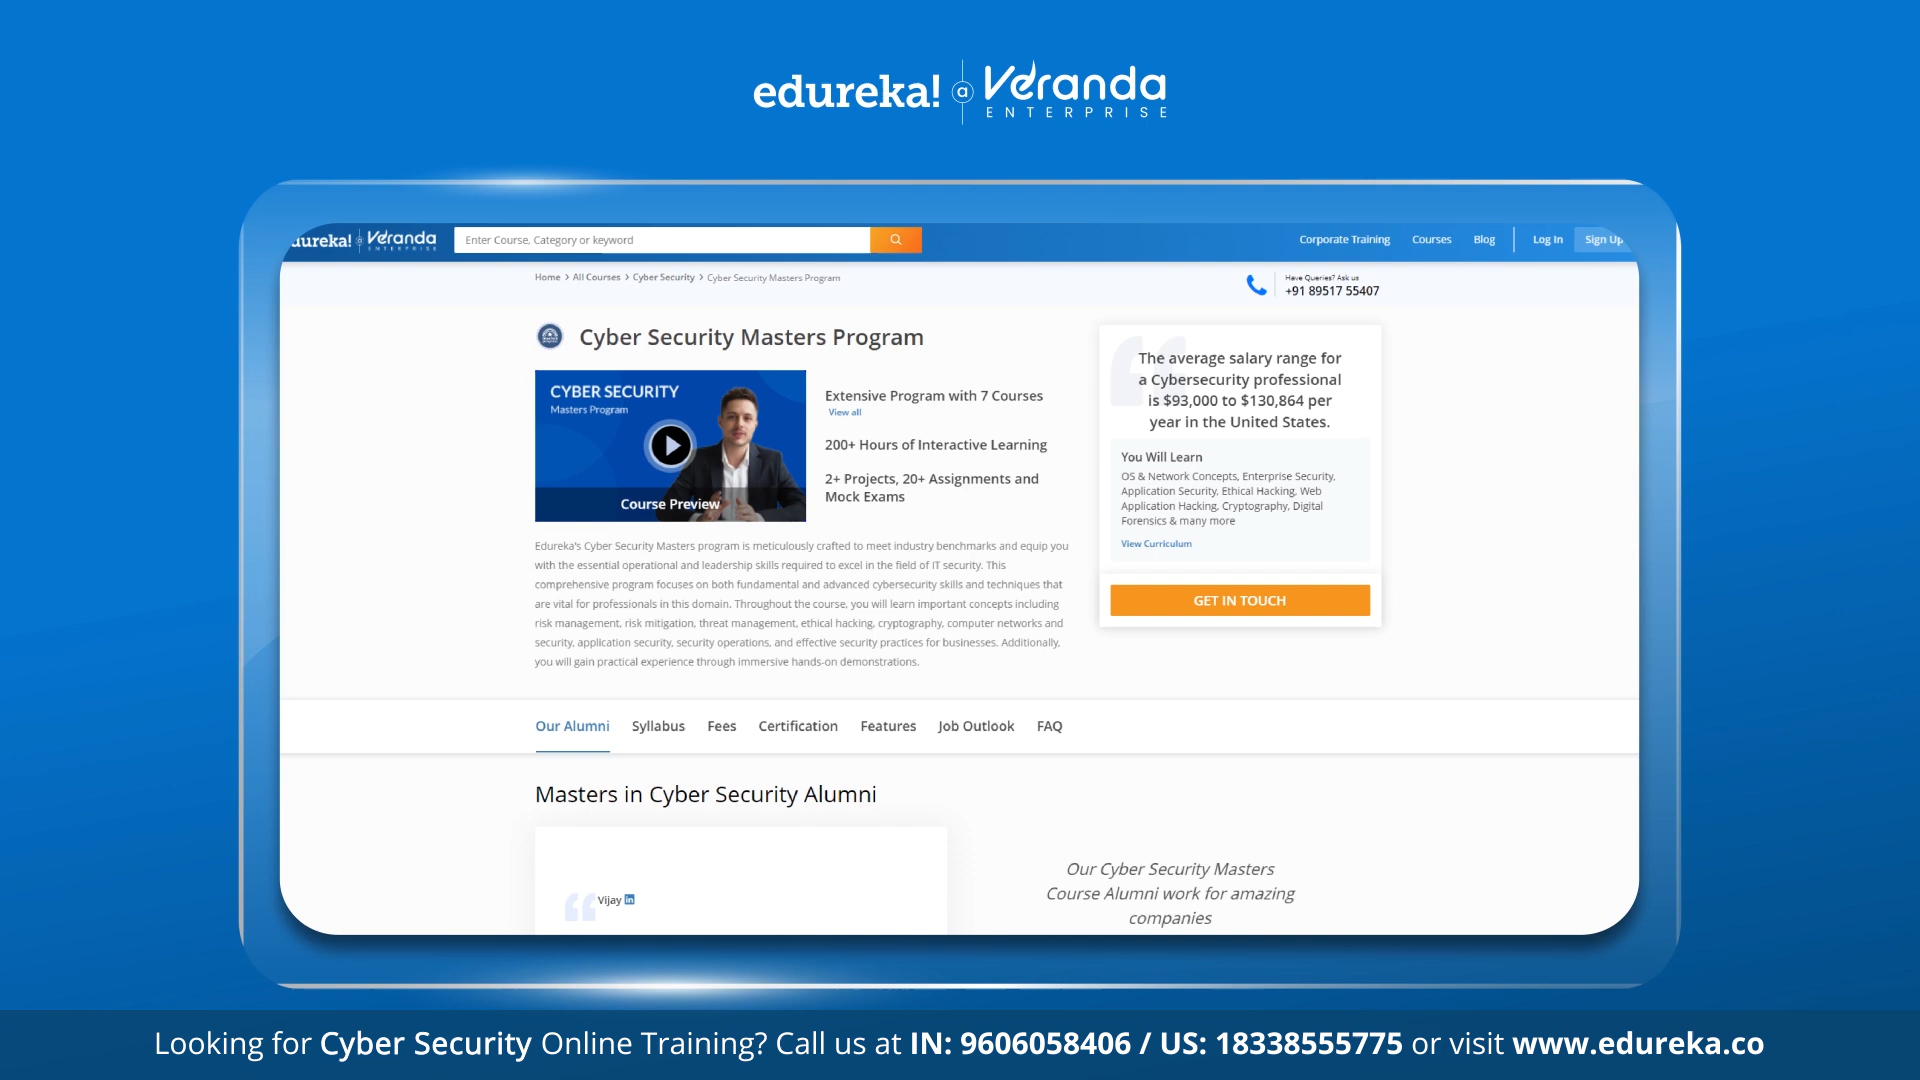 edureka! a Veranda
ENTERPRISE
dureka! a Veranda
ENTERPRISE
Enter Course, Category or keyword
Corporate Training Courses Blog Log In Sign Up
Home > All Courses > Cyber Security > Cyber Security Masters Program
Have Queries? Ask us
+91 89517 55407
Cyber Security Masters Program
CYBER SECURITY
Masters Program
Course Preview
Extensive Program with 7 Courses
View all
200+ Hours of Interactive Learning
2+ Projects, 20+ Assignments and
Mock Exams
Edureka's Cyber Security Masters program is meticulously crafted to meet industry benchmarks and equip you
with the essential operational and leadership skills required to excel in the field of IT security. This
comprehensive program focuses on both fundamental and advanced cybersecurity skills and techniques that
are vital for professionals in this domain. Throughout the course, you will learn important concepts including
risk management, risk mitigation, threat management, ethical hacking, cryptography, computer networks and
security, application security, security operations, and effective security practices for businesses. Additionally,
you will gain practical experience through immersive hands-on demonstrations.
The average salary range for
a Cybersecurity professional
is $93,000 to $130,864 per
year in the United States.
You Will Learn
OS & Network Concepts, Enterprise Security,
Application Security, Ethical Hacking, Web
Application Hacking, Cryptography, Digital
Forensics & many more
View Curriculum
GET IN TOUCH
Our Alumni Syllabus Fees Certification Features Job Outlook FAQ
Masters in Cyber Security Alumni
Vijay in
Our Cyber Security Masters
Course Alumni work for amazing
companies
Looking for Cyber Security Online Training? Call us at IN: 9606058406 / US: 18338555775 or visit www.edureka.co